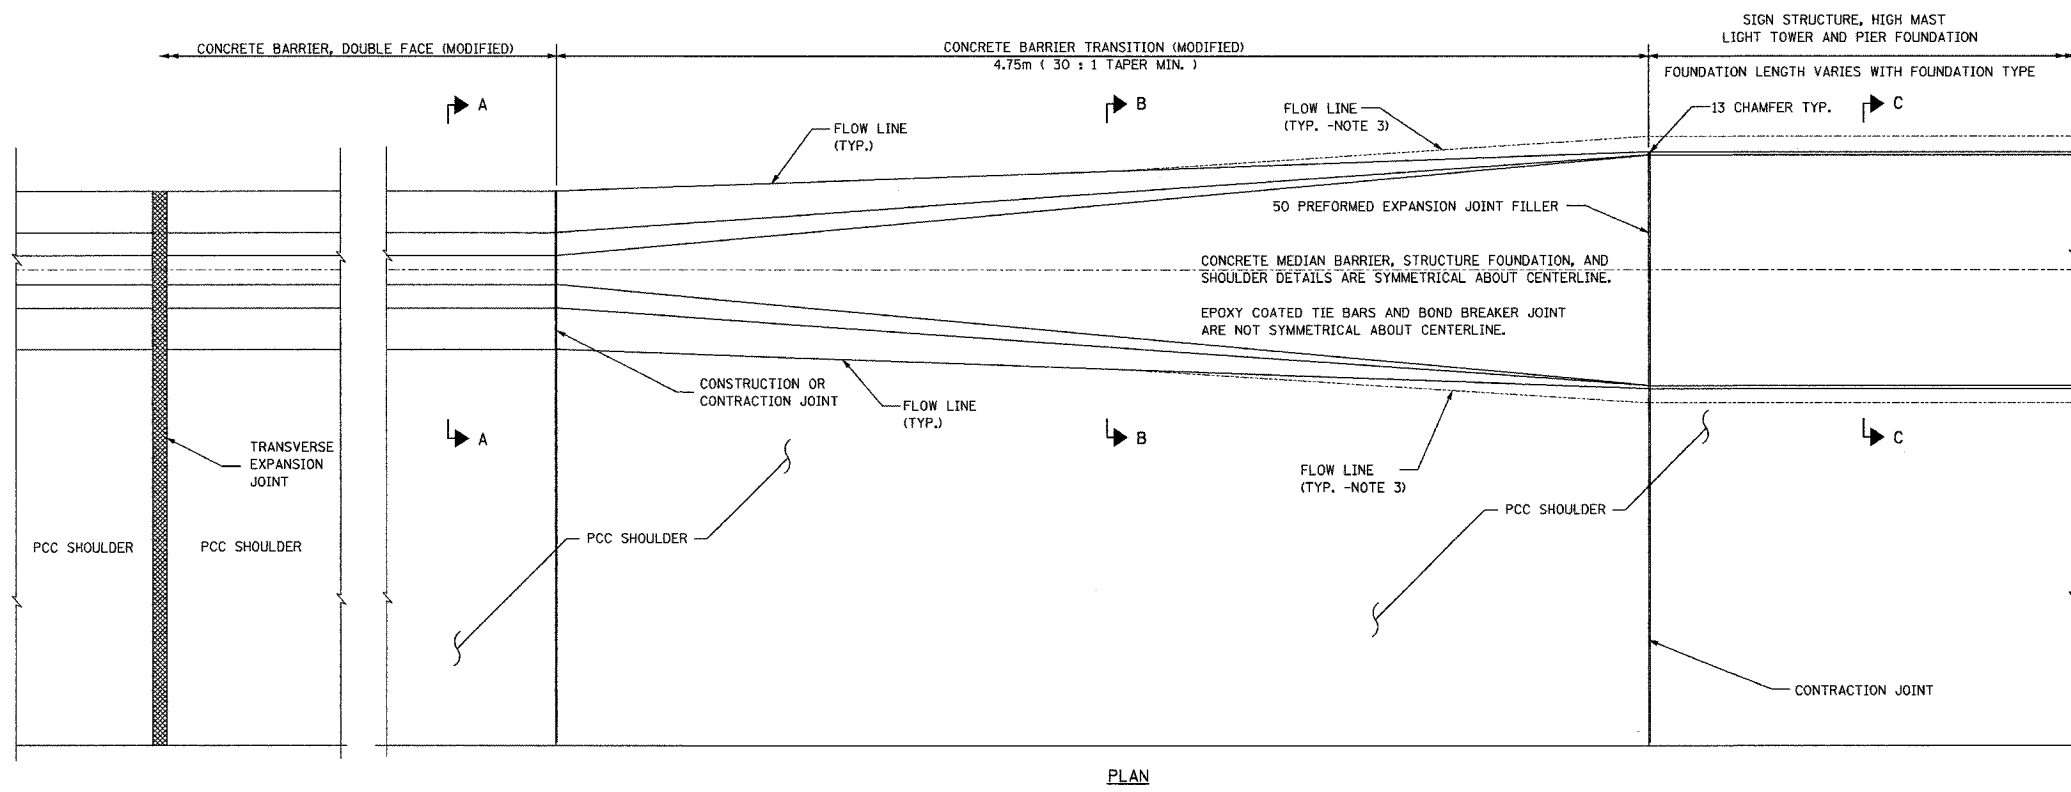 SIGN STRUCTURE, HIGH MAST
LIGHT TOWER AND PIER FOUNDATION
CONCRETE BARRIER, DOUBLE FACE (MODIFIED)
CONCRETE BARRIER TRANSITION (MODIFIED)
4.75m ( 30 : 1 TAPER MIN. )
FOUNDATION LENGTH VARIES WITH FOUNDATION TYPE
A
B
FLOW LINE
(TYP. -NOTE 3)
13 CHAMFER TYP.
C
FLOW LINE
(TYP.)
50 PREFORMED EXPANSION JOINT FILLER
CONCRETE MEDIAN BARRIER, STRUCTURE FOUNDATION, AND
SHOULDER DETAILS ARE SYMMETRICAL ABOUT CENTERLINE.
EPOXY COATED TIE BARS AND BOND BREAKER JOINT
ARE NOT SYMMETRICAL ABOUT CENTERLINE.
CONSTRUCTION OR
CONTRACTION JOINT
FLOW LINE
(TYP.)
A
B
C
TRANSVERSE
EXPANSION
JOINT
FLOW LINE
(TYP. -NOTE 3)
PCC SHOULDER
PCC SHOULDER
PCC SHOULDER
PCC SHOULDER
CONTRACTION JOINT
PLAN